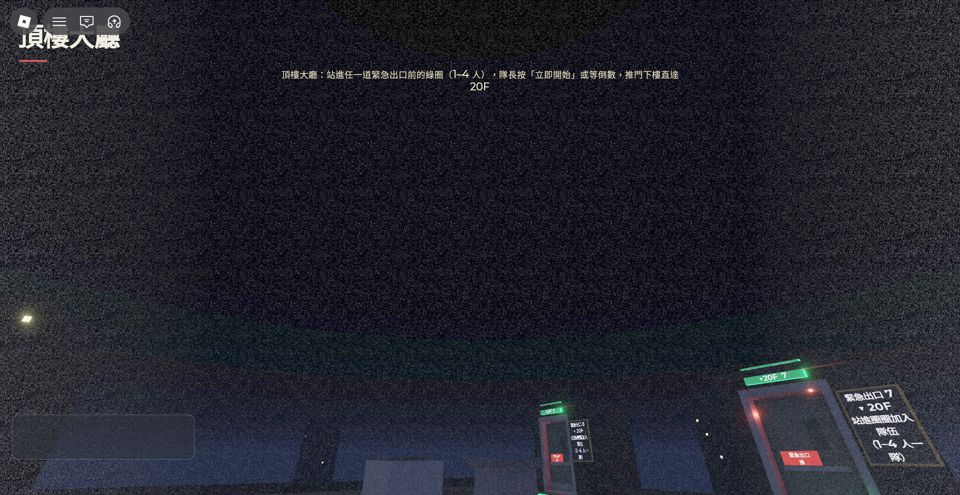 頂樓大廳
頂樓大廳：站進任一道緊急出口前的綠圈（1–4 人），隊長按「立即開始」或等倒數，推門下樓直達
20F
▼20F 7
緊急出口 7
▼ 20F
站進圈圈加入
隊伍
（1–4 人一
隊）
緊急出口
▼ 20F